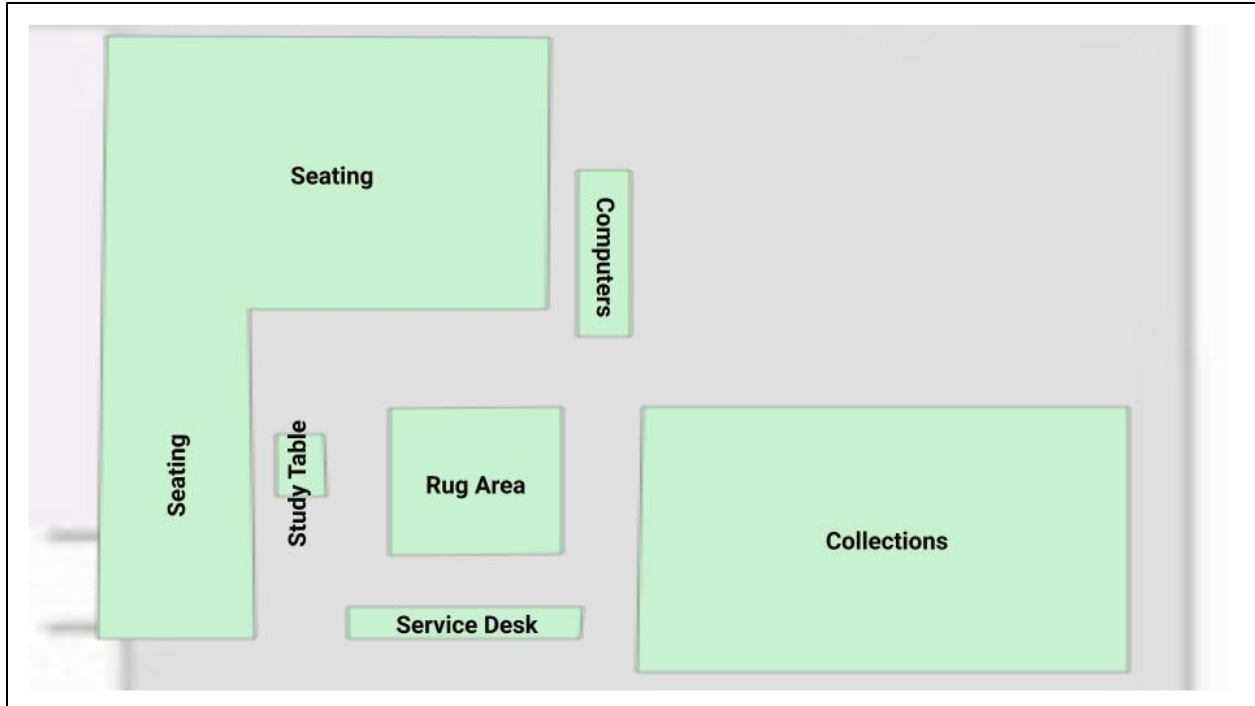 Seating
Computers
Seating
Study Table
Rug Area
Collections
Service Desk